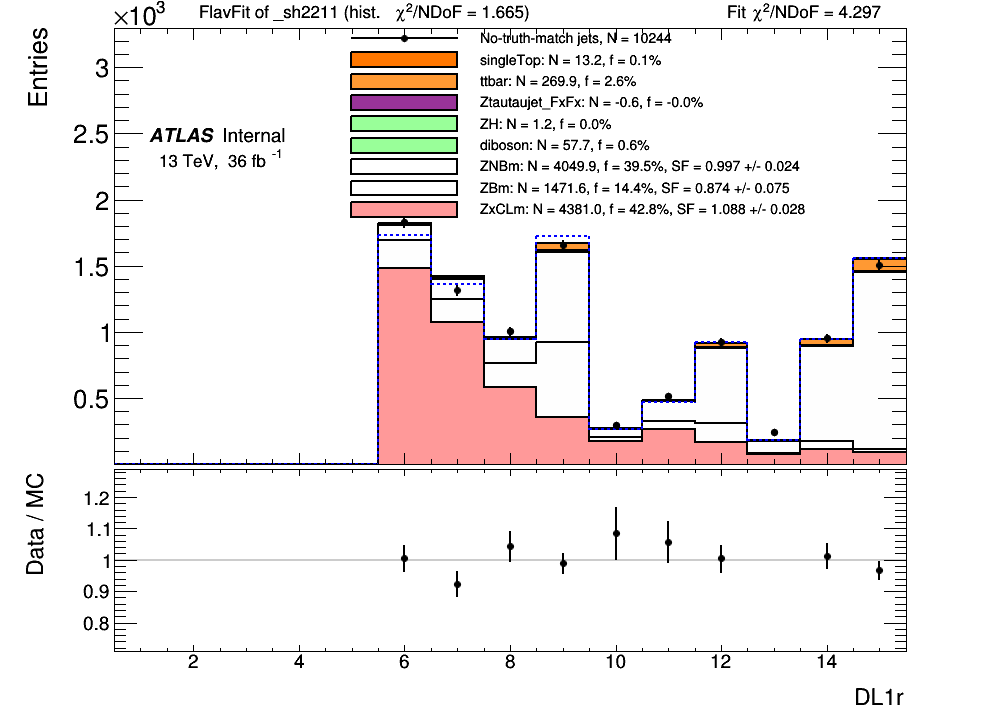 FlavFit of _sh2211 (hist.   χ²/NDoF = 1.665)
Fit χ²/NDoF = 4.297
×10³
Entries
3
2.5
2
1.5
1
0.5
No-truth-match jets, N = 10244
singleTop: N = 13.2, f = 0.1%
ttbar: N = 269.9, f = 2.6%
Ztautaujet_FxFx: N = -0.6, f = -0.0%
ZH: N = 1.2, f = 0.0%
diboson: N = 57.7, f = 0.6%
ZNBm: N = 4049.9, f = 39.5%, SF = 0.997 +/- 0.024
ZBm: N = 1471.6, f = 14.4%, SF = 0.874 +/- 0.075
ZxCLm: N = 4381.0, f = 42.8%, SF = 1.088 +/- 0.028
ATLAS Internal
13 TeV, 36 fb⁻¹
Data / MC
1.2
1.1
1
0.9
0.8
2 4 6 8 10 12 14
DL1r